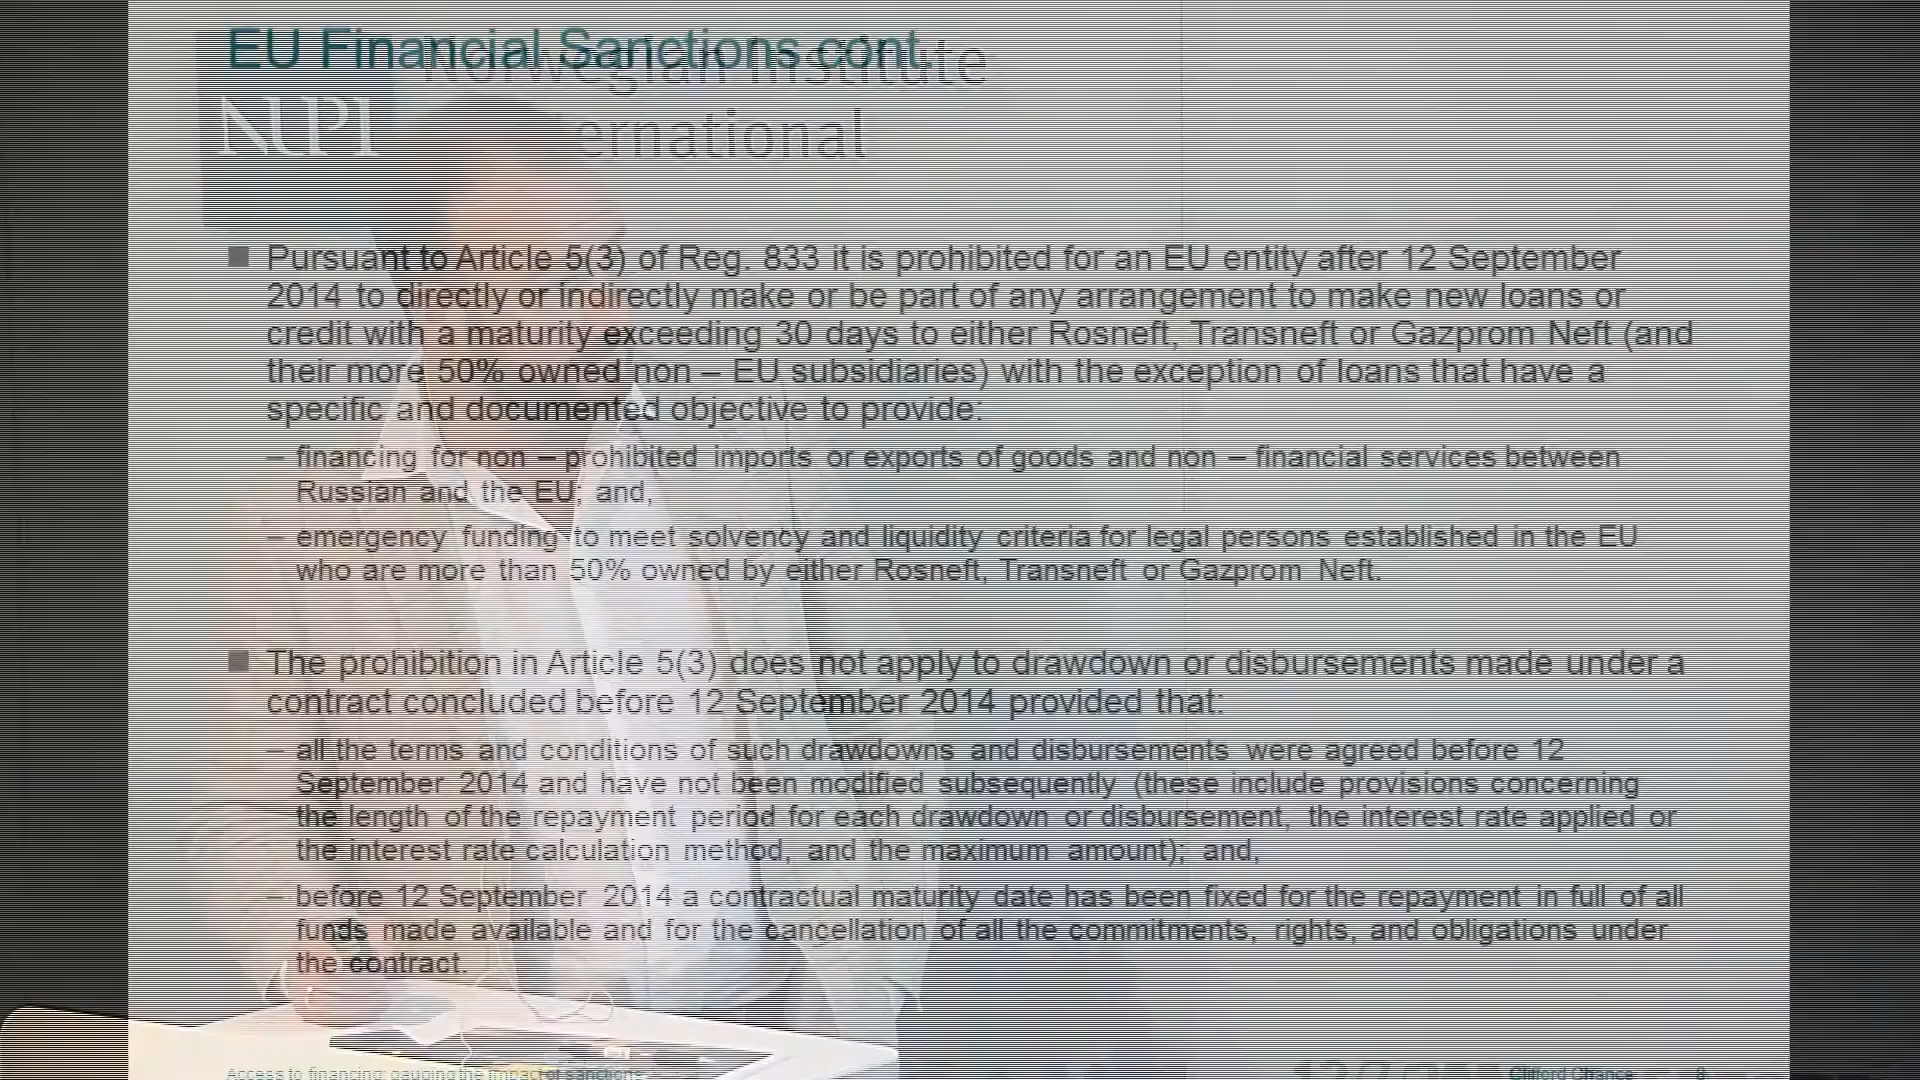 EU Financial Sanctions cont.
Norwegian Institute
NUPI
ernational
Pursuant to Article 5(3) of Reg. 833 it is prohibited for an EU entity after 12 September
2014 to directly or indirectly make or be part of any arrangement to make new loans or
credit with a maturity exceeding 30 days to either Rosneft, Transneft or Gazprom Neft (and
their more 50% owned non – EU subsidiaries) with the exception of loans that have a
specific and documented objective to provide:
– financing for non – prohibited imports or exports of goods and non – financial services between
Russian and the EU; and,
– emergency funding to meet solvency and liquidity criteria for legal persons established in the EU
who are more than 50% owned by either Rosneft, Transneft or Gazprom Neft.
The prohibition in Article 5(3) does not apply to drawdown or disbursements made under a
contract concluded before 12 September 2014 provided that:
– all the terms and conditions of such drawdowns and disbursements were agreed before 12
September 2014 and have not been modified subsequently (these include provisions concerning
the length of the repayment period for each drawdown or disbursement, the interest rate applied or
the interest rate calculation method, and the maximum amount); and,
– before 12 September 2014 a contractual maturity date has been fixed for the repayment in full of all
funds made available and for the cancellation of all the commitments, rights, and obligations under
the contract.
Access to financing: gauging the impact of sanctions
Clifford Chance 8